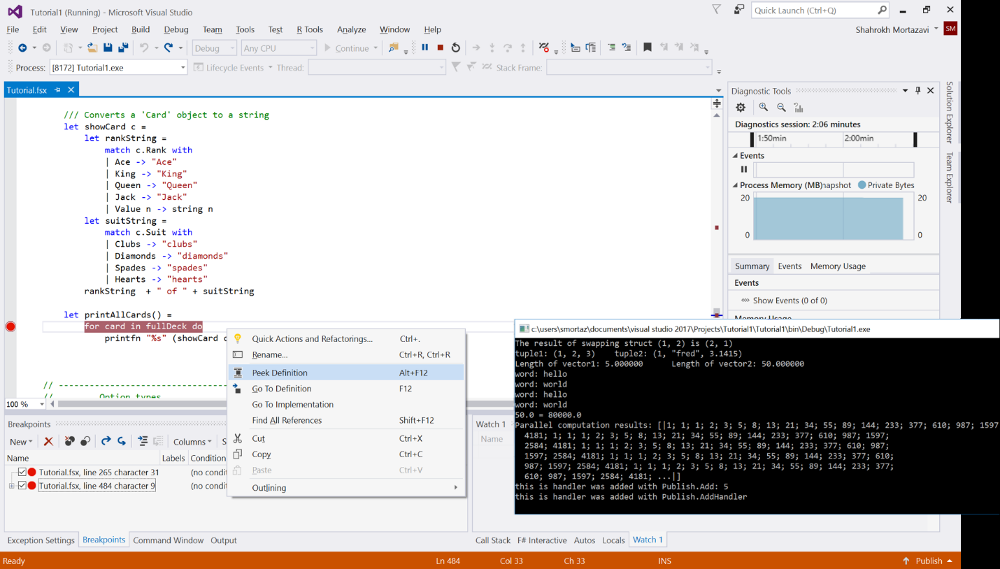 Tutorial1 (Running) - Microsoft Visual Studio
Quick Launch (Ctrl+Q)
File Edit View Project Build Debug Team Tools Test R Tools Analyze Window Help
Shahrokh Mortazavi SM
Debug Any CPU Continue
Process: [8172] Tutorial1.exe Lifecycle Events Thread: Stack Frame:
Tutorial.fsx
/// Converts a 'Card' object to a string
let showCard c =
let rankString =
match c.Rank with
| Ace -> "Ace"
| King -> "King"
| Queen -> "Queen"
| Jack -> "Jack"
| Value n -> string n
let suitString =
match c.Suit with
| Clubs -> "clubs"
| Diamonds -> "diamonds"
| Spades -> "spades"
| Hearts -> "hearts"
rankString + " of " + suitString
let printAllCards() =
for card in fullDeck do
printfn "%s" (showCard
// --------------------------------
// Option types
100 %
Quick Actions and Refactorings... Ctrl+.
Rename... Ctrl+R, Ctrl+R
Peek Definition Alt+F12
Go To Definition F12
Go To Implementation
Find All References Shift+F12
Cut Ctrl+X
Copy Ctrl+C
Paste Ctrl+V
Outlining
Diagnostic Tools
Diagnostics session: 2:06 minutes
1:50min 2:00min
Events
Process Memory (MB) napshot Private Bytes
20 20
0 0
Summary Events Memory Usage
Events
Show Events (0 of 0)
Memory Usage
Solution Explorer
Team Explorer
c:\users\smortaz\documents\visual studio 2017\Projects\Tutorial1\Tutorial1\bin\Debug\Tutorial1.exe
The result of swapping struct (1, 2) is (2, 1)
tuple1: (1, 2, 3) tuple2: (1, "fred", 3.1415)
Length of vector1: 5.000000 Length of vector2: 50.000000
word: hello
word: world
word: hello
word: world
50.0 = 80000.0
Parallel computation results: [|1; 1; 1; 2; 3; 5; 8; 13; 21; 34; 55; 89; 144; 233; 377; 610; 987; 1597
4181; 1; 1; 1; 2; 3; 5; 8; 13; 21; 34; 55; 89; 144; 233; 377; 610; 987; 1597;
2584; 4181; 1; 1; 1; 2; 3; 5; 8; 13; 21; 34; 55; 89; 144; 233; 377; 610; 987;
1597; 2584; 4181; 1; 1; 1; 2; 3; 5; 8; 13; 21; 34; 55; 89; 144; 233; 377; 610;
987; 1597; 2584; 4181; 1; 1; 1; 2; 3; 5; 8; 13; 21; 34; 55; 89; 144; 233; 377;
610; 987; 1597; 2584; 4181; ...|]
this is handler was added with Publish.Add: 5
this is handler was added with Publish.AddHandler
Breakpoints
New Columns S
Name Labels Condition
Tutorial.fsx, line 265 character 31 (no condi
Tutorial.fsx, line 484 character 9 (no condi
Watch 1
Name
Exception Settings Breakpoints Command Window Output
Call Stack F# Interactive Autos Locals Watch 1
Ready Ln 484 Col 33 Ch 33 INS Publish